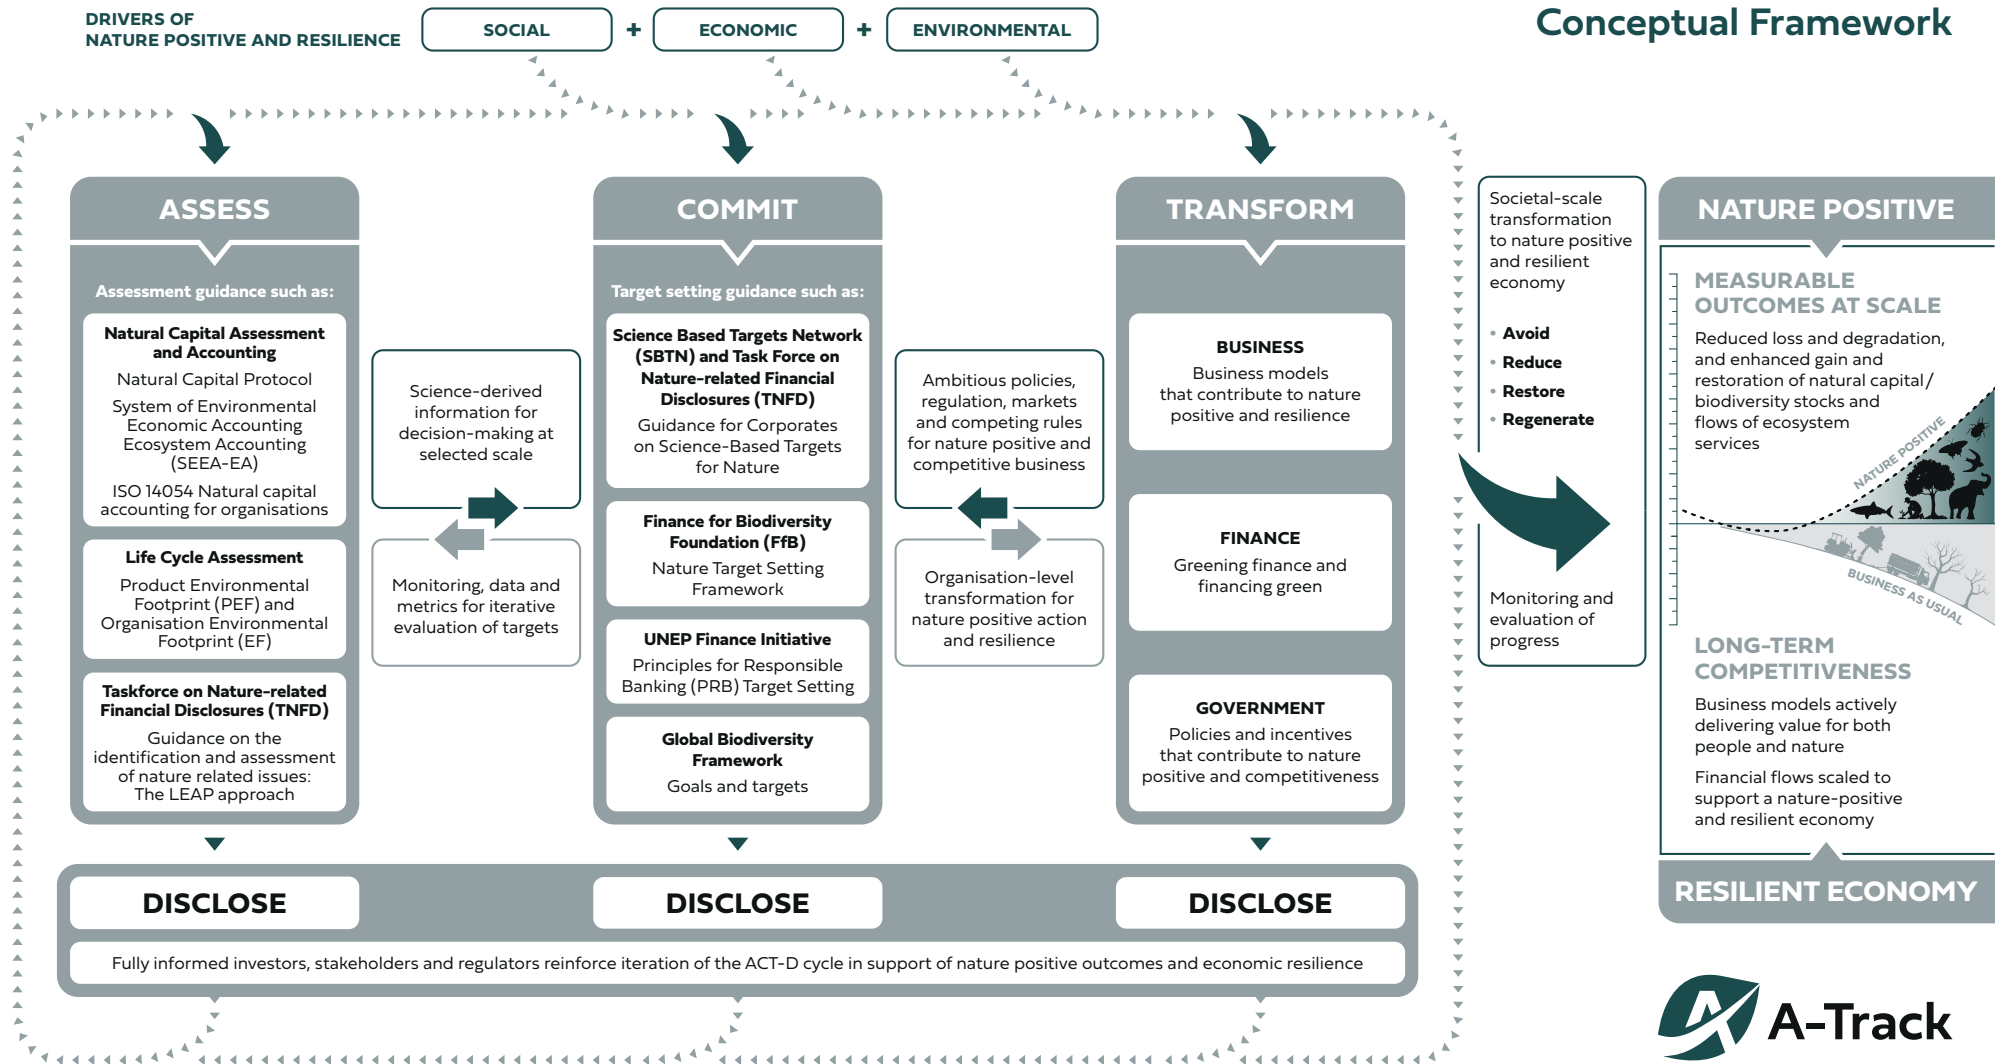 DRIVERS OF
NATURE POSITIVE AND RESILIENCE
SOCIAL
+
ECONOMIC
+
ENVIRONMENTAL
Conceptual Framework
ASSESS
Assessment guidance such as:
Natural Capital Assessment
and Accounting
Natural Capital Protocol
System of Environmental
Economic Accounting
Ecosystem Accounting
(SEEA-EA)
ISO 14054 Natural capital
accounting for organisations
Life Cycle Assessment
Product Environmental
Footprint (PEF) and
Organisation Environmental
Footprint (EF)
Taskforce on Nature-related
Financial Disclosures (TNFD)
Guidance on the
identification and assessment
of nature related issues:
The LEAP approach
Science-derived
information for
decision-making at
selected scale
Monitoring, data and
metrics for iterative
evaluation of targets
COMMIT
Target setting guidance such as:
Science Based Targets Network
(SBTN) and Task Force on
Nature-related Financial
Disclosures (TNFD)
Guidance for Corporates
on Science-Based Targets
for Nature
Finance for Biodiversity
Foundation (FfB)
Nature Target Setting
Framework
UNEP Finance Initiative
Principles for Responsible
Banking (PRB) Target Setting
Global Biodiversity
Framework
Goals and targets
Ambitious policies,
regulation, markets
and competing rules
for nature positive and
competitive business
Organisation-level
transformation for
nature positive action
and resilience
TRANSFORM
BUSINESS
Business models
that contribute to nature
positive and resilience
FINANCE
Greening finance and
financing green
GOVERNMENT
Policies and incentives
that contribute to nature
positive and competitiveness
Societal-scale
transformation
to nature positive
and resilient
economy
• Avoid
• Reduce
• Restore
• Regenerate
Monitoring and
evaluation of
progress
NATURE POSITIVE
MEASURABLE
OUTCOMES AT SCALE
Reduced loss and degradation,
and enhanced gain and
restoration of natural capital/
biodiversity stocks and
flows of ecosystem
services
NATURE POSITIVE
BUSINESS AS USUAL
LONG-TERM
COMPETITIVENESS
Business models actively
delivering value for both
people and nature
Financial flows scaled to
support a nature-positive
and resilient economy
RESILIENT ECONOMY
DISCLOSE
DISCLOSE
DISCLOSE
Fully informed investors, stakeholders and regulators reinforce iteration of the ACT-D cycle in support of nature positive outcomes and economic resilience
A-Track